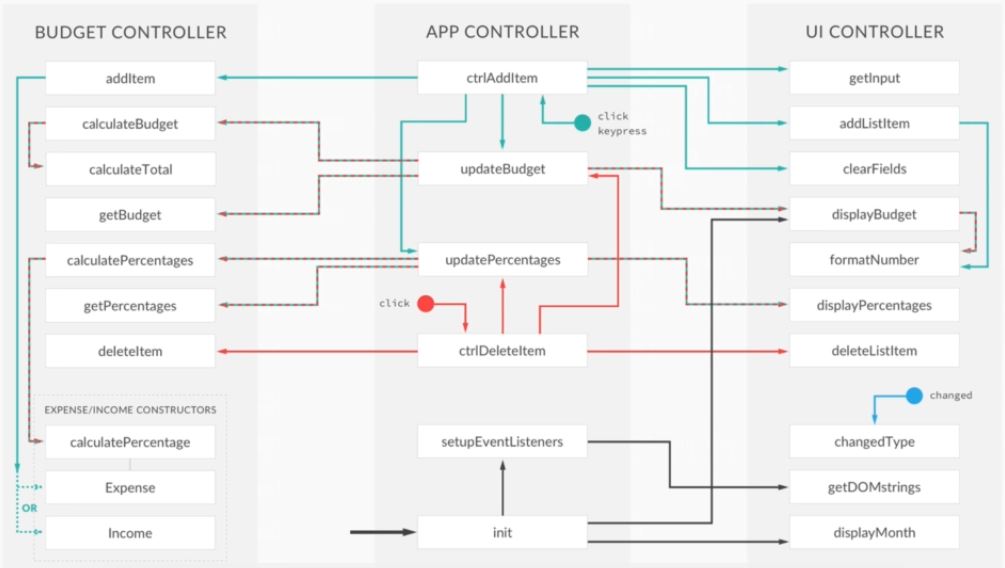 BUDGET CONTROLLER
APP CONTROLLER
UI CONTROLLER
addItem
ctrlAddItem
getInput
calculateBudget
click
keypress
addListItem
calculateTotal
updateBudget
clearFields
getBudget
displayBudget
calculatePercentages
updatePercentages
formatNumber
getPercentages
click
displayPercentages
deleteItem
ctrlDeleteItem
deleteListItem
changed
EXPENSE/INCOME CONSTRUCTORS
calculatePercentage
setupEventListeners
changedType
Expense
getDOMstrings
OR
Income
init
displayMonth